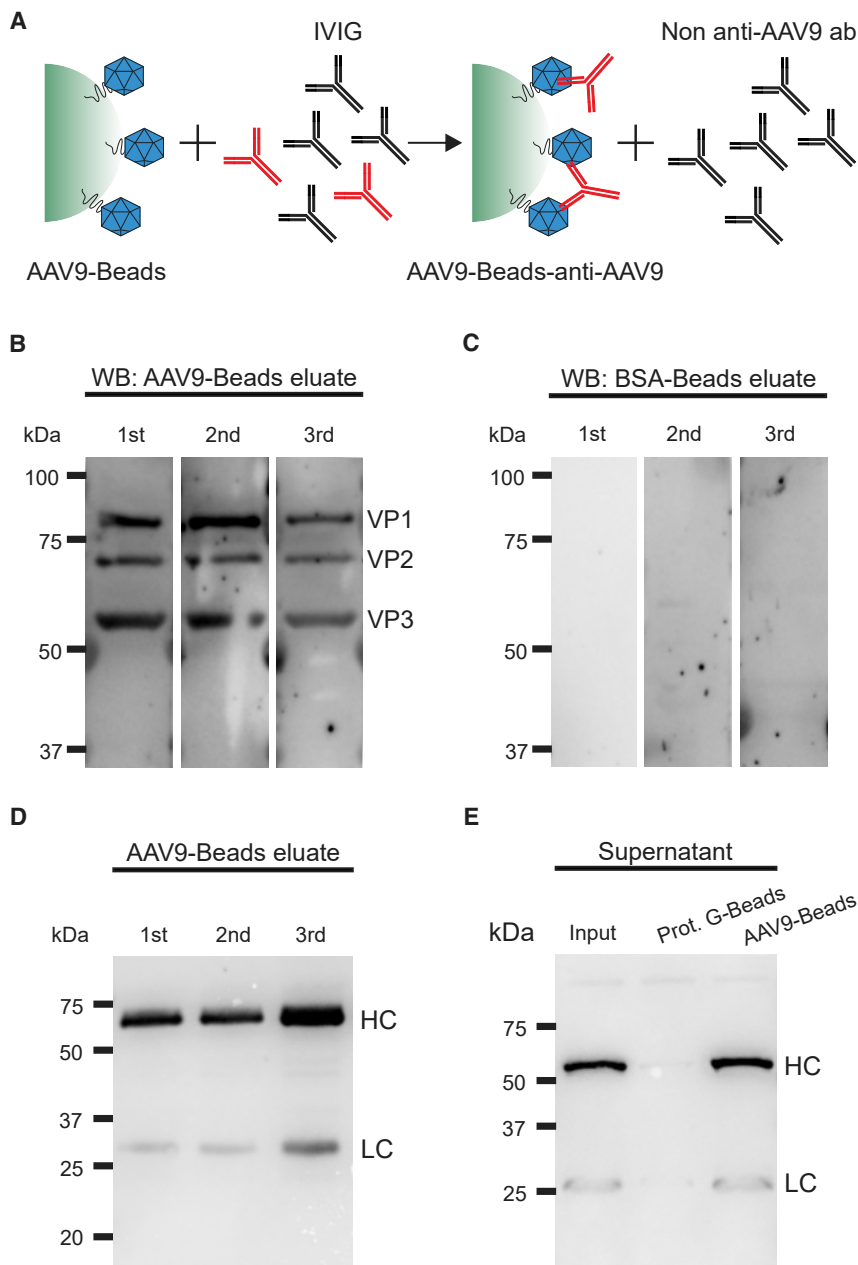 A
IVIG
Non anti-AAV9 ab
AAV9-Beads
AAV9-Beads-anti-AAV9
B
WB: AAV9-Beads eluate
kDa
1st
2nd
3rd
100
75
50
37
VP1
VP2
VP3
C
WB: BSA-Beads eluate
kDa
1st
2nd
3rd
100
75
50
37
D
AAV9-Beads eluate
kDa
1st
2nd
3rd
75
50
37
25
20
HC
LC
E
Supernatant
kDa
Input
Prot. G-Beads
AAV9-Beads
75
50
37
25
HC
LC